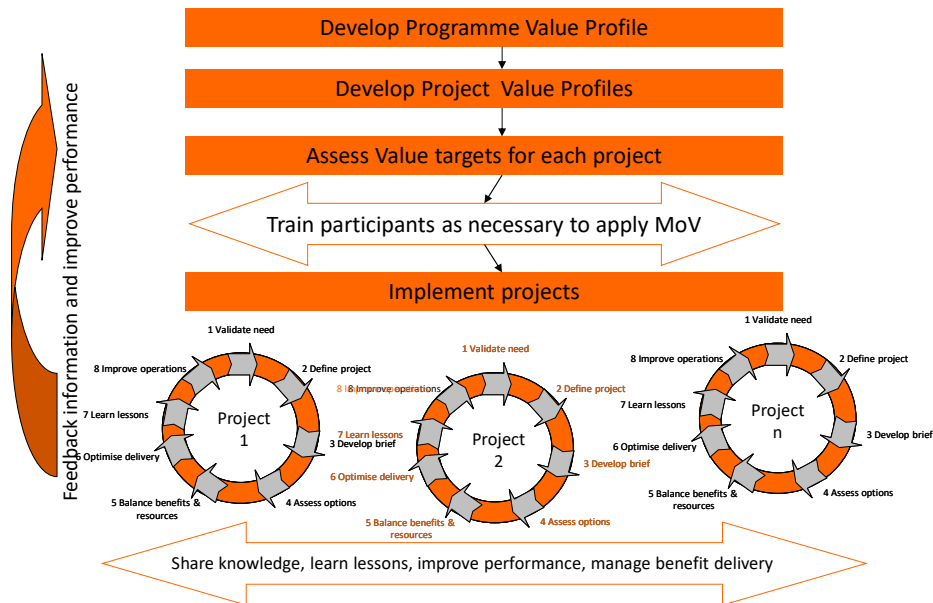 Develop Programme Value Profile
Develop Project Value Profiles
Assess Value targets for each project
Train participants as necessary to apply MoV
Implement projects
Feedback information and improve performance
1 Validate need
8 Improve operations
2 Define project
7 Learn lessons
Project
1
3 Develop brief
6 Optimise delivery
5 Balance benefits &
resources
4 Assess options
1 Validate need
8 Improve operations
8 Improve operations
2 Define project
7 Learn lessons
Project
2
3 Develop brief
6 Optimise delivery
5 Balance benefits &
resources
4 Assess options
1 Validate need
8 Improve operations
2 Define project
7 Learn lessons
Project
n
3 Develop brief
6 Optimise delivery
5 Balance benefits &
resources
4 Assess options
Share knowledge, learn lessons, improve performance, manage benefit delivery